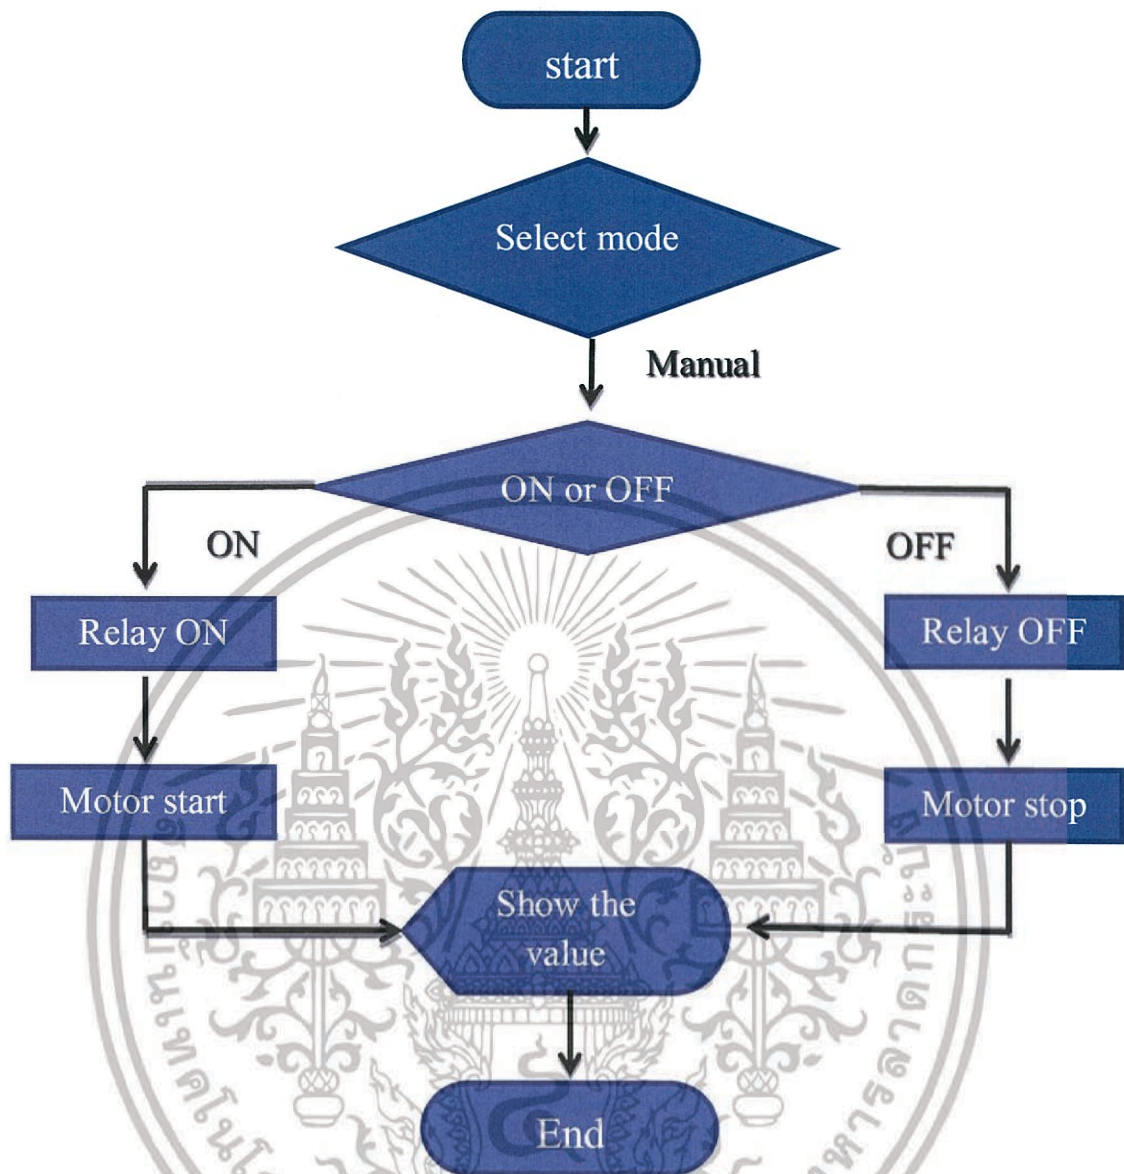 start
Select mode
Manual
ON or OFF
ON
OFF
Relay ON
Relay OFF
Motor start
Motor stop
Show the
value
End